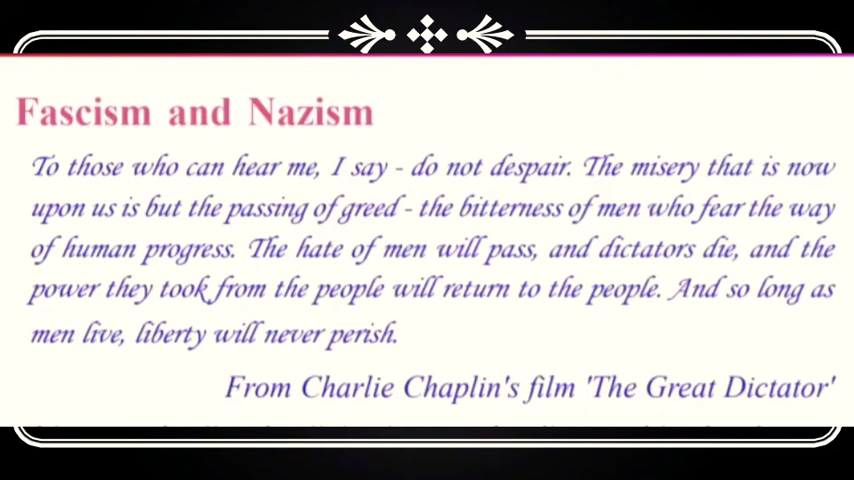 Fascism and Nazism
To those who can hear me, I say - do not despair. The misery that is now
upon us is but the passing of greed - the bitterness of men who fear the way
of human progress. The hate of men will pass, and dictators die, and the
power they took from the people will return to the people. And so long as
men live, liberty will never perish.
From Charlie Chaplin's film 'The Great Dictator'